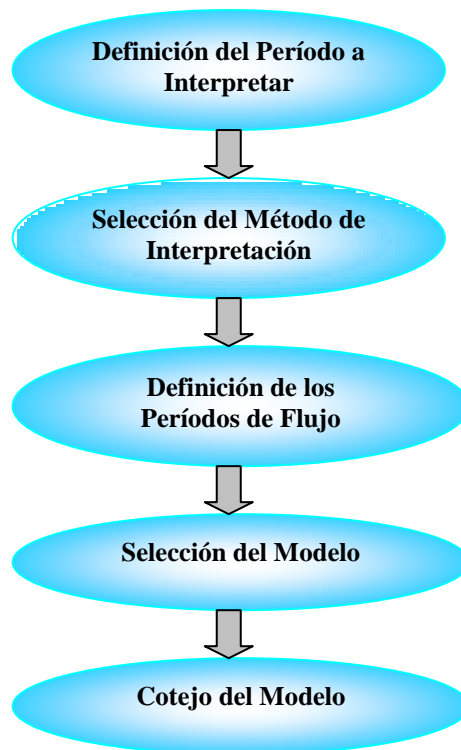 Definición del Período a
Interpretar
Selección del Método de
Interpretación
Definición de los
Períodos de Flujo
Selección del Modelo
Cotejo del Modelo